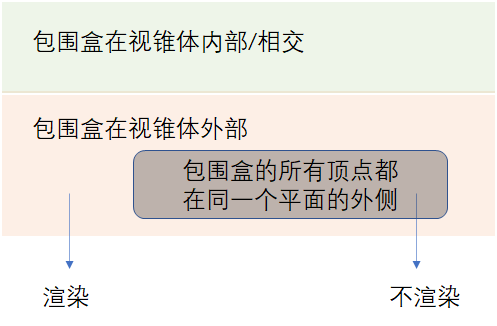 包围盒在视锥体内部/相交
包围盒在视锥体外部
包围盒的所有顶点都
在同一个平面的外侧
渲染
不渲染